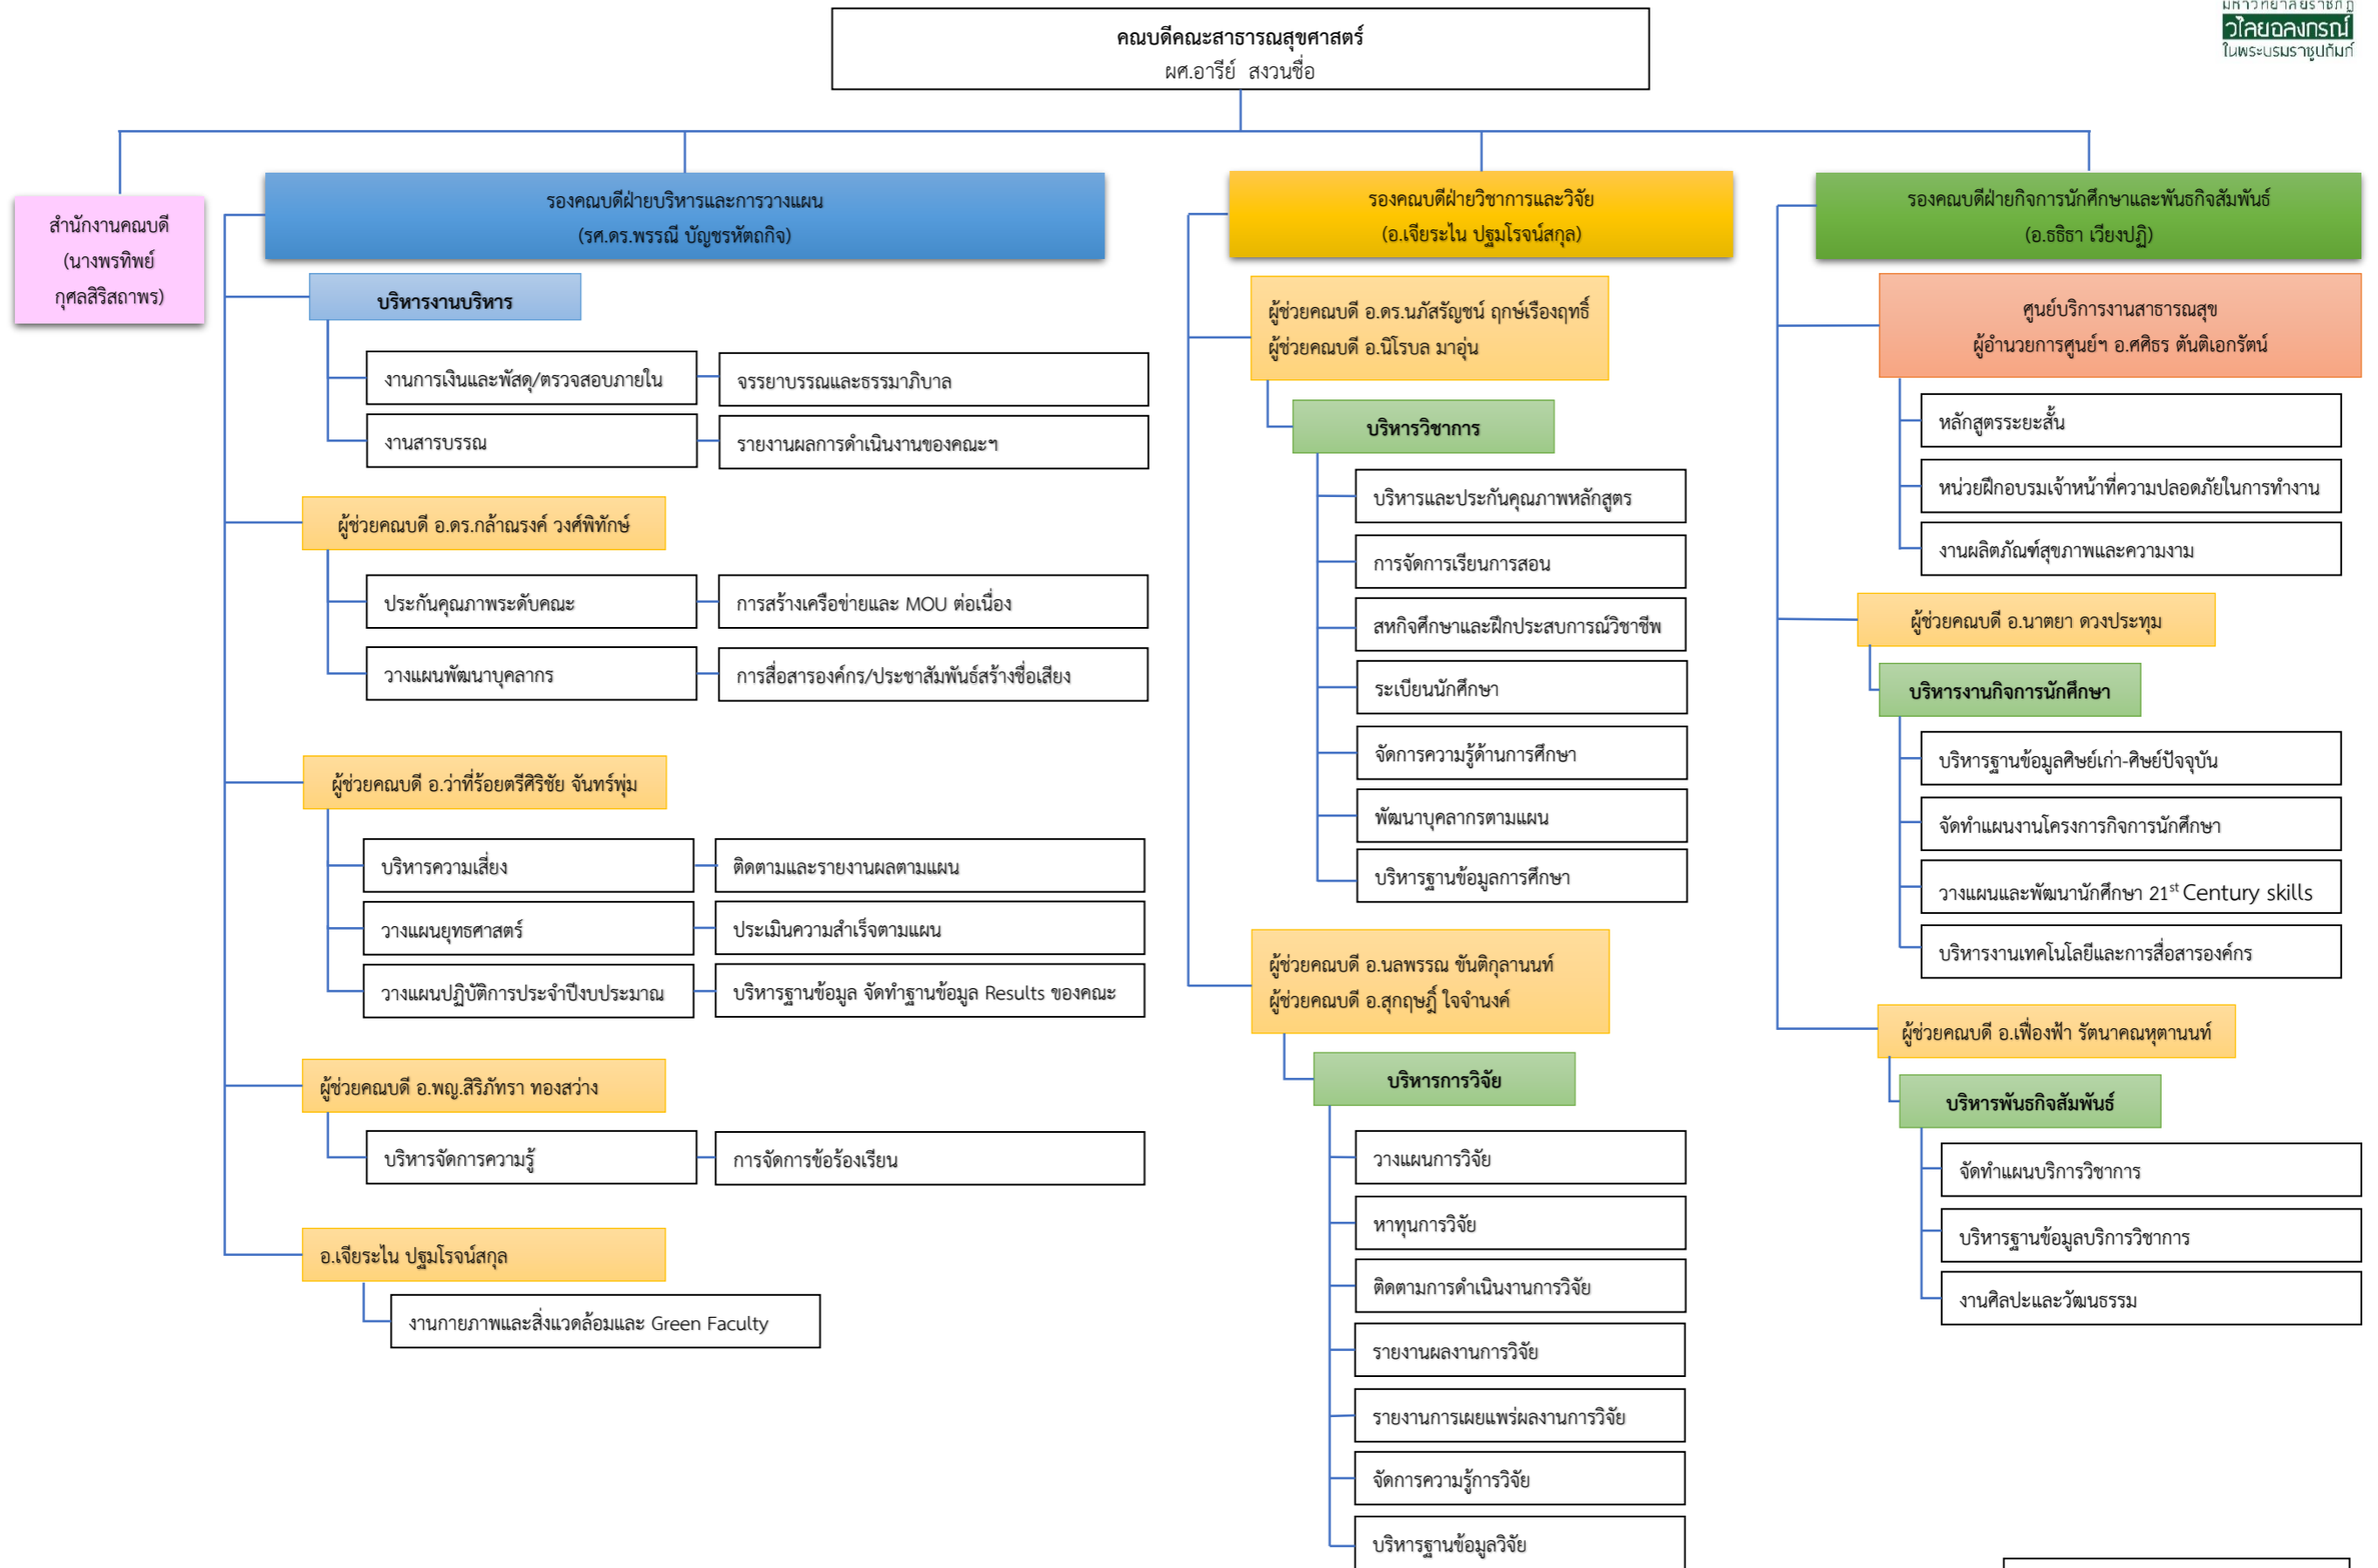 มหาวิทยาลัยราชภัฏ
วไลยอลงกรณ์
ในพระบรมราชูปถัมภ์
คณบดีคณะสาธารณสุขศาสตร์
ผศ.อารีย์ สงวนชื่อ
สำนักงานคณบดี
(นางพรทิพย์
กุศลสิริสถาพร)
รองคณบดีฝ่ายบริหารและการวางแผน
(รศ.ดร.พรรณี บัญชรหัตถกิจ)
บริหารงานบริหาร
งานการเงินและพัสดุ/ตรวจสอบภายใน
จรรยาบรรณและธรรมาภิบาล
งานสารบรรณ
รายงานผลการดำเนินงานของคณะฯ
ผู้ช่วยคณบดี อ.ดร.กล้าณรงค์ วงศ์พิทักษ์
ประกันคุณภาพระดับคณะ
การสร้างเครือข่ายและ MOU ต่อเนื่อง
วางแผนพัฒนาบุคลากร
การสื่อสารองค์กร/ประชาสัมพันธ์สร้างชื่อเสียง
ผู้ช่วยคณบดี อ.ว่าที่ร้อยตรีศิริชัย จันทร์พุ่ม
บริหารความเสี่ยง
ติดตามและรายงานผลตามแผน
วางแผนยุทธศาสตร์
ประเมินความสำเร็จตามแผน
วางแผนปฏิบัติการประจำปีงบประมาณ
บริหารฐานข้อมูล จัดทำฐานข้อมูล Results ของคณะ
ผู้ช่วยคณบดี อ.พญ.สิริภัทรา ทองสว่าง
บริหารจัดการความรู้
การจัดการข้อร้องเรียน
อ.เจียระไน ปฐมโรจน์สกุล
งานกายภาพและสิ่งแวดล้อมและ Green Faculty
รองคณบดีฝ่ายวิชาการและวิจัย
(อ.เจียระไน ปฐมโรจน์สกุล)
ผู้ช่วยคณบดี อ.ดร.นภัสรัญชน์ ฤกษ์เรืองฤทธิ์
ผู้ช่วยคณบดี อ.นิโรบล มาอุ่น
บริหารวิชาการ
บริหารและประกันคุณภาพหลักสูตร
การจัดการเรียนการสอน
สหกิจศึกษาและฝึกประสบการณ์วิชาชีพ
ระเบียนนักศึกษา
จัดการความรู้ด้านการศึกษา
พัฒนาบุคลากรตามแผน
บริหารฐานข้อมูลการศึกษา
ผู้ช่วยคณบดี อ.นลพรรณ ขันติกุลานนท์
ผู้ช่วยคณบดี อ.สุกฤษฎิ์ ใจจำนงค์
บริหารการวิจัย
วางแผนการวิจัย
หาทุนการวิจัย
ติดตามการดำเนินงานการวิจัย
รายงานผลงานการวิจัย
รายงานการเผยแพร่ผลงานการวิจัย
จัดการความรู้การวิจัย
บริหารฐานข้อมูลวิจัย
รองคณบดีฝ่ายกิจการนักศึกษาและพันธกิจสัมพันธ์
(อ.ธธิธา เวียงปฏิ)
ศูนย์บริการงานสาธารณสุข
ผู้อำนวยการศูนย์ฯ อ.ศศิธร ตันติเอกรัตน์
หลักสูตรระยะสั้น
หน่วยฝึกอบรมเจ้าหน้าที่ความปลอดภัยในการทำงาน
งานผลิตภัณฑ์สุขภาพและความงาม
ผู้ช่วยคณบดี อ.นาตยา ดวงประทุม
บริหารงานกิจการนักศึกษา
บริหารฐานข้อมูลศิษย์เก่า-ศิษย์ปัจจุบัน
จัดทำแผนงานโครงการกิจการนักศึกษา
วางแผนและพัฒนานักศึกษา 21st Century skills
บริหารงานเทคโนโลยีและการสื่อสารองค์กร
ผู้ช่วยคณบดี อ.เฟื่องฟ้า รัตนาคณหุตานนท์
บริหารพันธกิจสัมพันธ์
จัดทำแผนบริการวิชาการ
บริหารฐานข้อมูลบริการวิชาการ
งานศิลปะและวัฒนธรรม